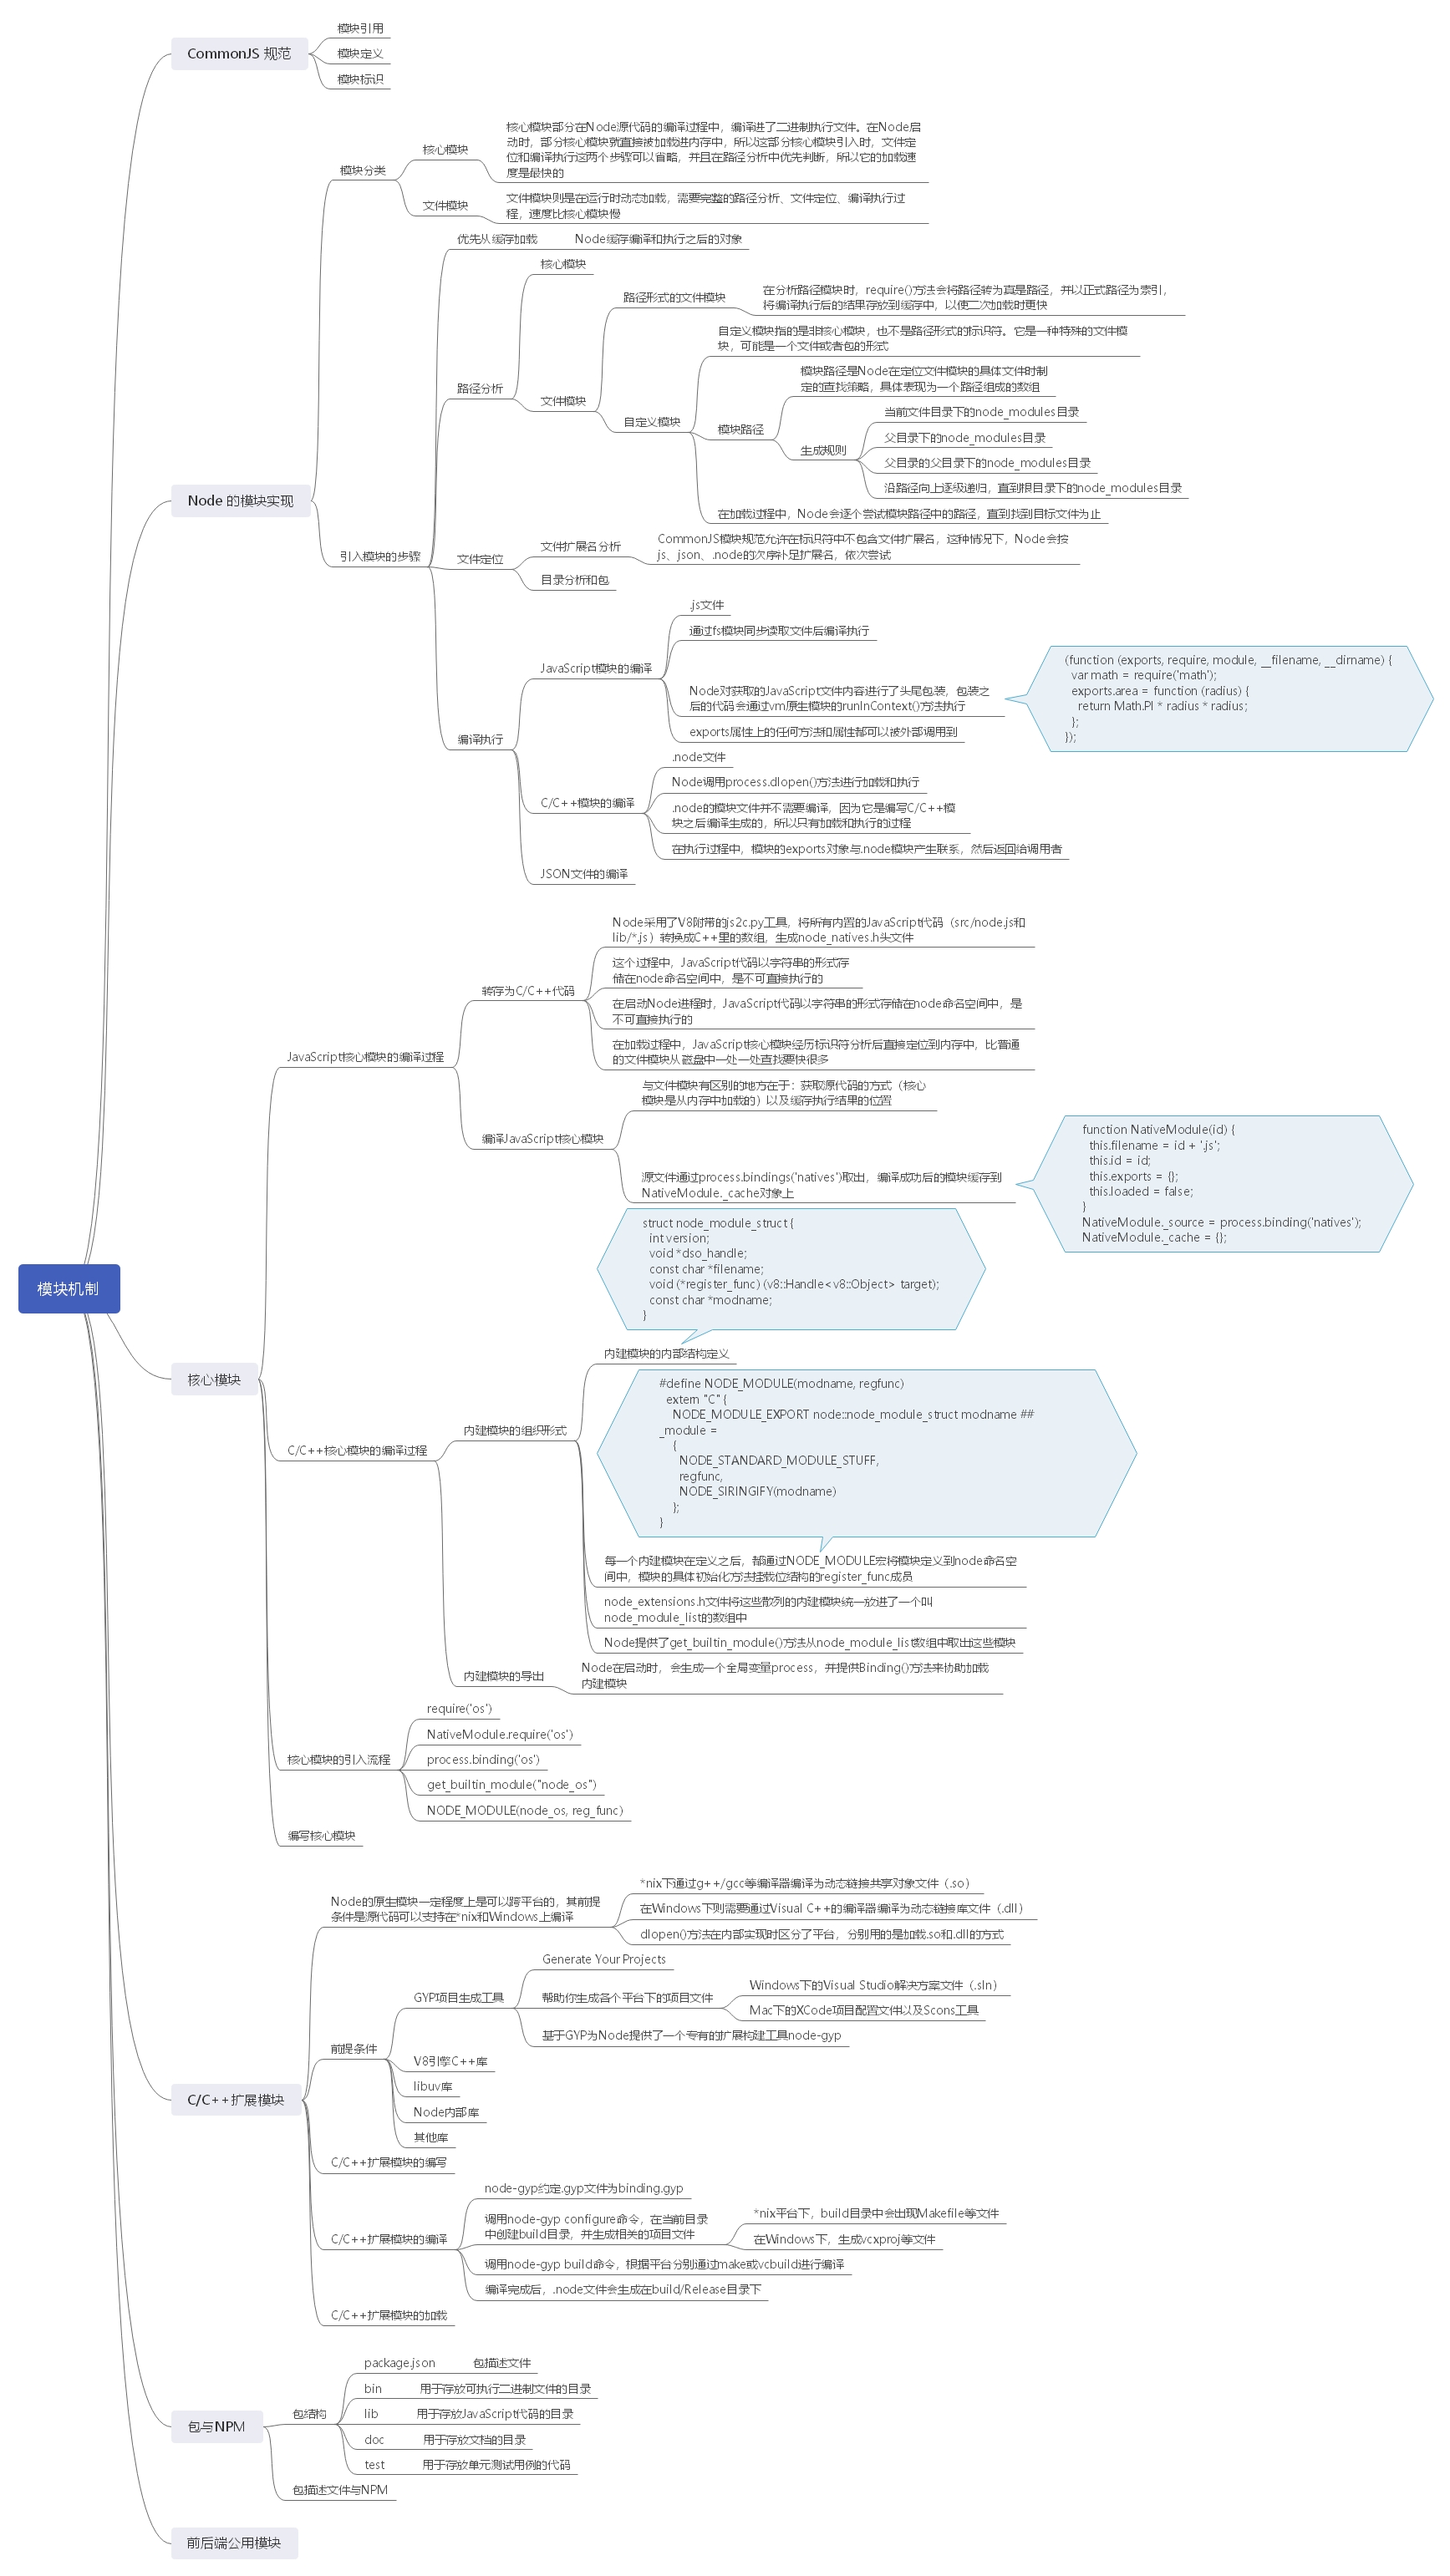 模块机制
CommonJS 规范
模块引用
模块定义
模块标识
Node 的模块实现
模块分类
核心模块
核心模块部分在Node源代码的编译过程中，编译进了二进制执行文件。在Node启
动时，部分核心模块就直接被加载进内存中，所以这部分核心模块引入时，文件定
位和编译执行这两个步骤可以省略，并且在路径分析中优先判断，所以它的加载速
度是最快的
文件模块
文件模块则是在运行时动态加载，需要完整的路径分析、文件定位、编译执行过
程，速度比核心模块慢
引入模块的步骤
优先从缓存加载
Node缓存编译和执行之后的对象
路径分析
核心模块
文件模块
路径形式的文件模块
在分析路径模块时，require()方法会将路径转为真是路径，并以正式路径为索引，
将编译执行后的结果存放到缓存中，以使二次加载时更快
自定义模块
自定义模块指的是非核心模块，也不是路径形式的标识符。它是一种特殊的文件模
块，可能是一个文件或者包的形式
模块路径
模块路径是Node在定位文件模块的具体文件时制
定的查找策略，具体表现为一个路径组成的数组
生成规则
当前文件目录下的node_modules目录
父目录下的node_modules目录
父目录的父目录下的node_modules目录
沿路径向上逐级递归，直到根目录下的node_modules目录
在加载过程中，Node会逐个尝试模块路径中的路径，直到找到目标文件为止
文件定位
文件扩展名分析
CommonJS模块规范允许在标识符中不包含文件扩展名，这种情况下，Node会按
js、json、.node的次序补足扩展名，依次尝试
目录分析和包
编译执行
JavaScript模块的编译
.js文件
通过fs模块同步读取文件后编译执行
Node对获取的JavaScript文件内容进行了头尾包装，包装之
后的代码会通过vm原生模块的runInContext()方法执行
(function (exports, require, module, __filename, __dirname) {
var math = require('math');
exports.area = function (radius) {
return Math.PI * radius * radius;
};
});
exports属性上的任何方法和属性都可以被外部调用到
C/C++模块的编译
.node文件
Node调用process.dlopen()方法进行加载和执行
.node的模块文件并不需要编译，因为它是编写C/C++模
块之后编译生成的，所以只有加载和执行的过程
在执行过程中，模块的exports对象与.node模块产生联系，然后返回给调用者
JSON文件的编译
核心模块
JavaScript核心模块的编译过程
转存为C/C++代码
Node采用了V8附带的js2c.py工具，将所有内置的JavaScript代码（src/node.js和
lib/*.js）转换成C++里的数组，生成node_natives.h头文件
这个过程中，JavaScript代码以字符串的形式存
储在node命名空间中，是不可直接执行的
在启动Node进程时，JavaScript代码以字符串的形式存储在node命名空间中，是
不可直接执行的
在加载过程中，JavaScript核心模块经历标识符分析后直接定位到内存中，比普通
的文件模块从磁盘中一处一处查找要快很多
编译JavaScript核心模块
与文件模块有区别的地方在于：获取源代码的方式（核心
模块是从内存中加载的）以及缓存执行结果的位置
源文件通过process.bindings('natives')取出，编译成功后的模块缓存到
NativeModule._cache对象上
function NativeModule(id) {
this.filename = id + '.js';
this.id = id;
this.exports = {};
this.loaded = false;
}
NativeModule._source = process.binding('natives');
NativeModule._cache = {};
C/C++核心模块的编译过程
内建模块的组织形式
struct node_module_struct {
int version;
void *dso_handle;
const char *filename;
void (*register_func) (v8::Handle<v8::Object> target);
const char *modname;
}
内建模块的内部结构定义
#define NODE_MODULE(modname, regfunc)
extern "C" {
NODE_MODULE_EXPORT node::node_module_struct modname ##
_module =
{
NODE_STANDARD_MODULE_STUFF,
regfunc,
NODE_SIRINGIFY(modname)
};
}
每一个内建模块在定义之后，都通过NODE_MODULE宏将模块定义到node命名空
间中，模块的具体初始化方法挂载位结构的register_func成员
node_extensions.h文件将这些散列的内建模块统一放进了一个叫
node_module_list的数组中
Node提供了get_builtin_module()方法从node_module_list数组中取出这些模块
内建模块的导出
Node在启动时，会生成一个全局变量process，并提供Binding()方法来协助加载
内建模块
核心模块的引入流程
require('os')
NativeModule.require('os')
process.binding('os')
get_builtin_module("node_os")
NODE_MODULE(node_os, reg_func)
编写核心模块
C/C++扩展模块
Node的原生模块一定程度上是可以跨平台的，其前提
条件是源代码可以支持在*nix和Windows上编译
*nix下通过g++/gcc等编译器编译为动态链接共享对象文件（.so）
在Windows下则需要通过Visual C++的编译器编译为动态链接库文件（.dll）
dlopen()方法在内部实现时区分了平台，分别用的是加载.so和.dll的方式
前提条件
GYP项目生成工具
Generate Your Projects
帮助你生成各个平台下的项目文件
Windows下的Visual Studio解决方案文件（.sln）
Mac下的XCode项目配置文件以及Scons工具
基于GYP为Node提供了一个专有的扩展构建工具node-gyp
V8引擎C++库
libuv库
Node内部库
其他库
C/C++扩展模块的编写
C/C++扩展模块的编译
node-gyp约定.gyp文件为binding.gyp
调用node-gyp configure命令，在当前目录
中创建build目录，并生成相关的项目文件
*nix平台下，build目录中会出现Makefile等文件
在Windows下，生成vcxproj等文件
调用node-gyp build命令，根据平台分别通过make或vcbuild进行编译
编译完成后，.node文件会生成在build/Release目录下
C/C++扩展模块的加载
包与NPM
包结构
package.json 包描述文件
bin 用于存放可执行二进制文件的目录
lib 用于存放JavaScript代码的目录
doc 用于存放文档的目录
test 用于存放单元测试用例的代码
包描述文件与NPM
前后端公用模块